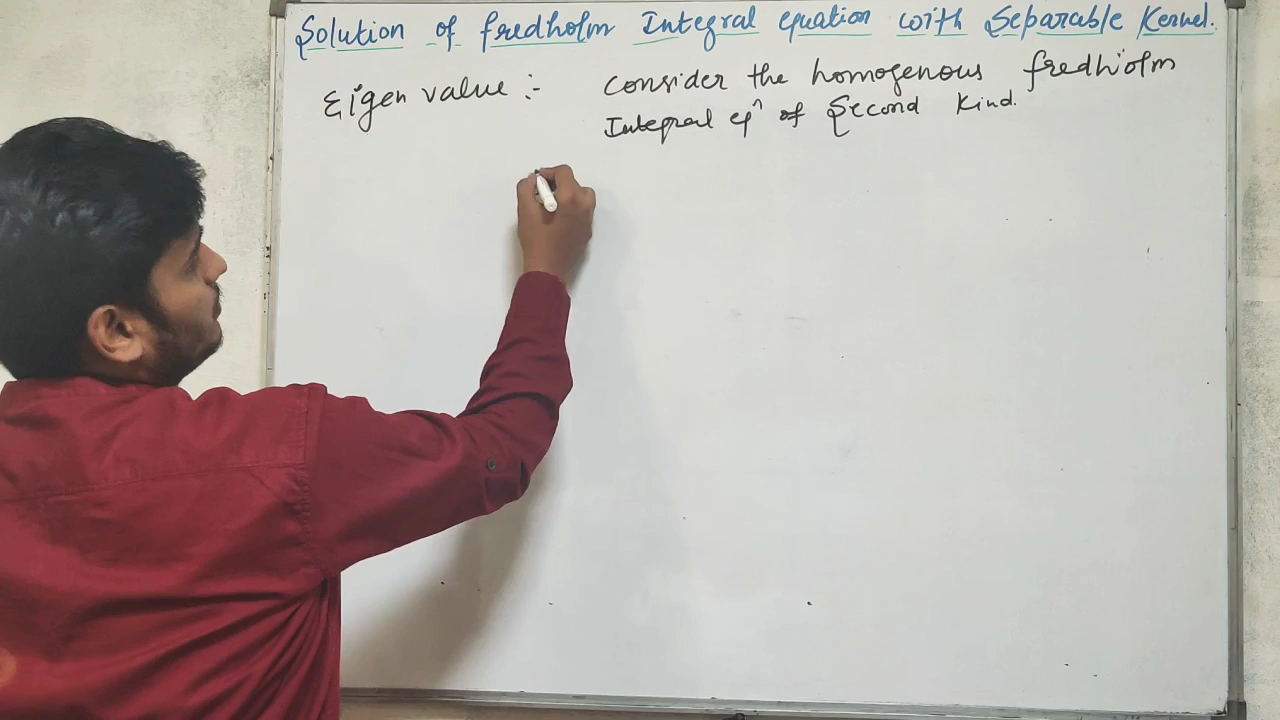 Solution of fredholm Integral equation with Separable Kernel.
Eigen value :- Consider the homogenous fredholm
Integral eqⁿ of Second Kind.